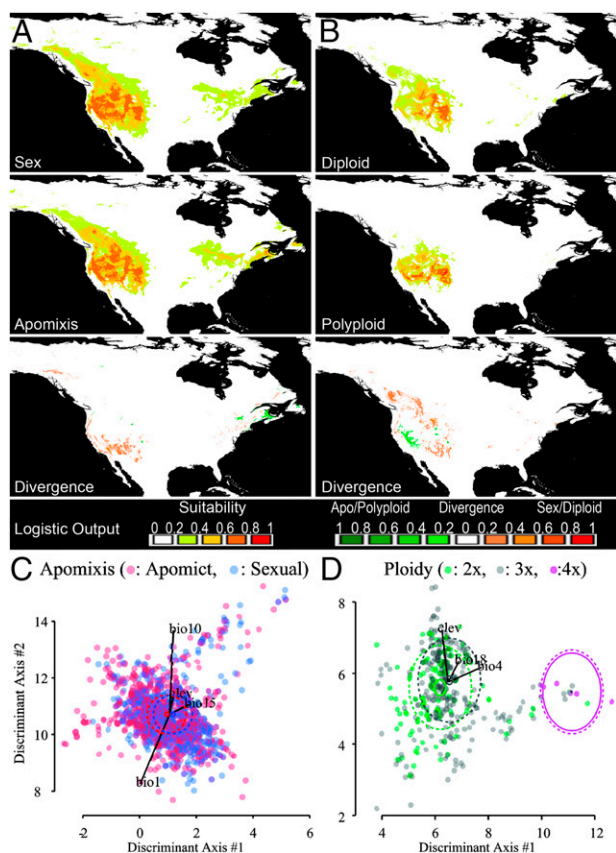 A
B
Sex
Diploid
Apomixis
Polyploid
Divergence
Divergence
Logistic Output
Suitability
0 0.2 0.4 0.6 0.8 1
Apo/Polyploid Divergence Sex/Diploid
1 0.8 0.6 0.4 0.2 0 0.2 0.4 0.6 0.8 1
C Apomixis (: Apomict, : Sexual)
D Ploidy (: 2x, : 3x, :4x)
Discriminant Axis #2
14
12
10
8
bio10
elev
bio15
bio1
-2 0 2 4 6
Discriminant Axis #1
8
6
4
2
elev
bio18
bio4
4 6 8 10 12
Discriminant Axis #1